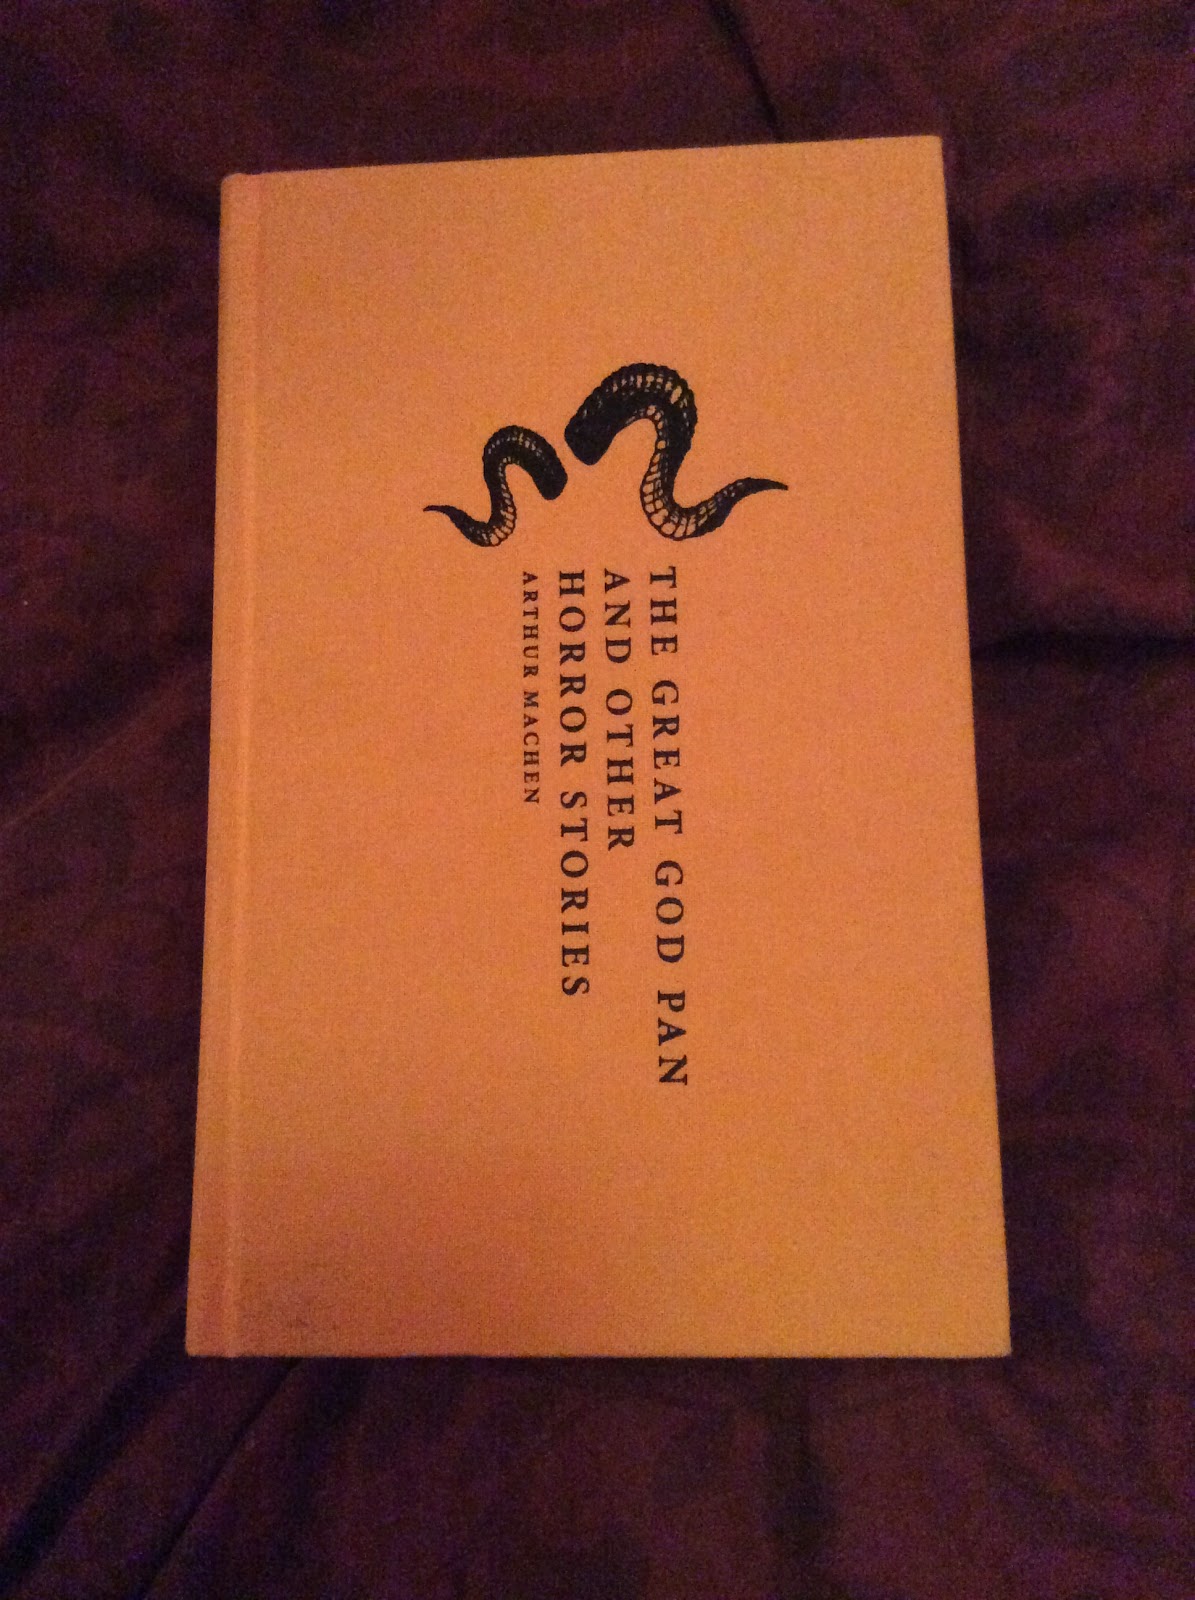 THE GREAT GOD PAN
AND OTHER
HORROR STORIES
ARTHUR MACHEN